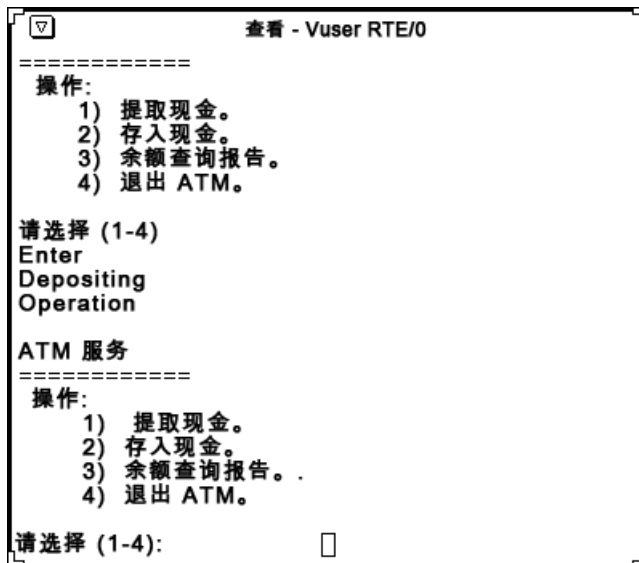 查看 - Vuser RTE/0
============
操作:
1) 提取现金。
2) 存入现金。
3) 余额查询报告。
4) 退出 ATM。
请选择 (1-4)
Enter
Depositing
Operation
ATM 服务
============
操作:
1) 提取现金。
2) 存入现金。
3) 余额查询报告。.
4) 退出 ATM。
请选择 (1-4):